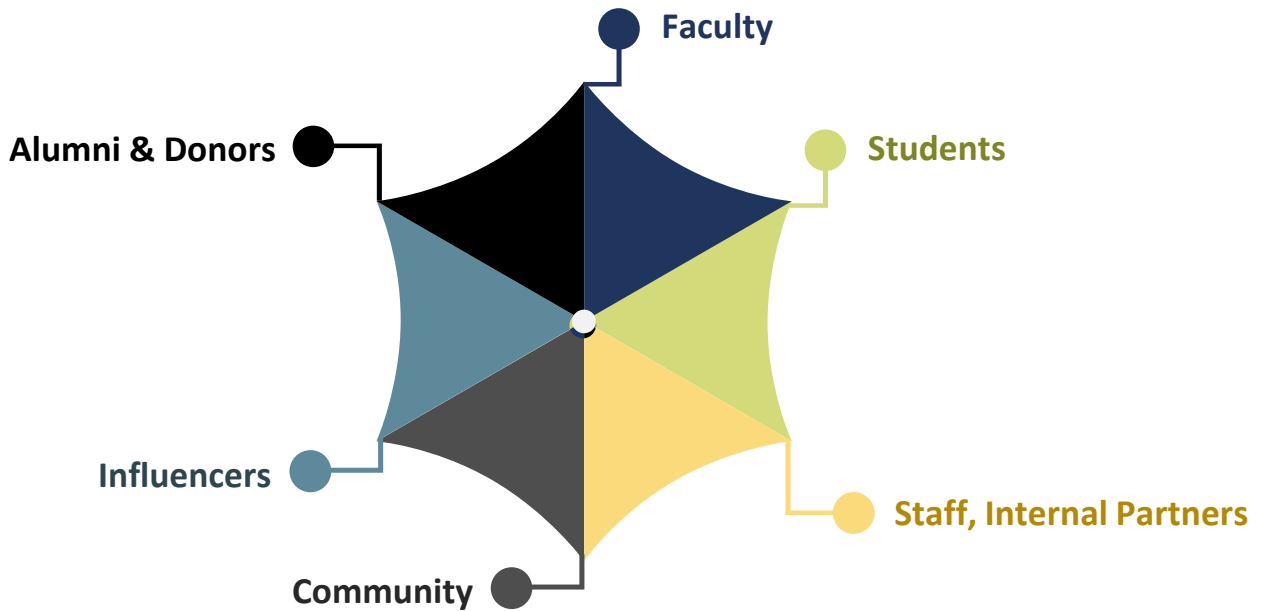 Faculty
Alumni & Donors
Students
Influencers
Staff, Internal Partners
Community